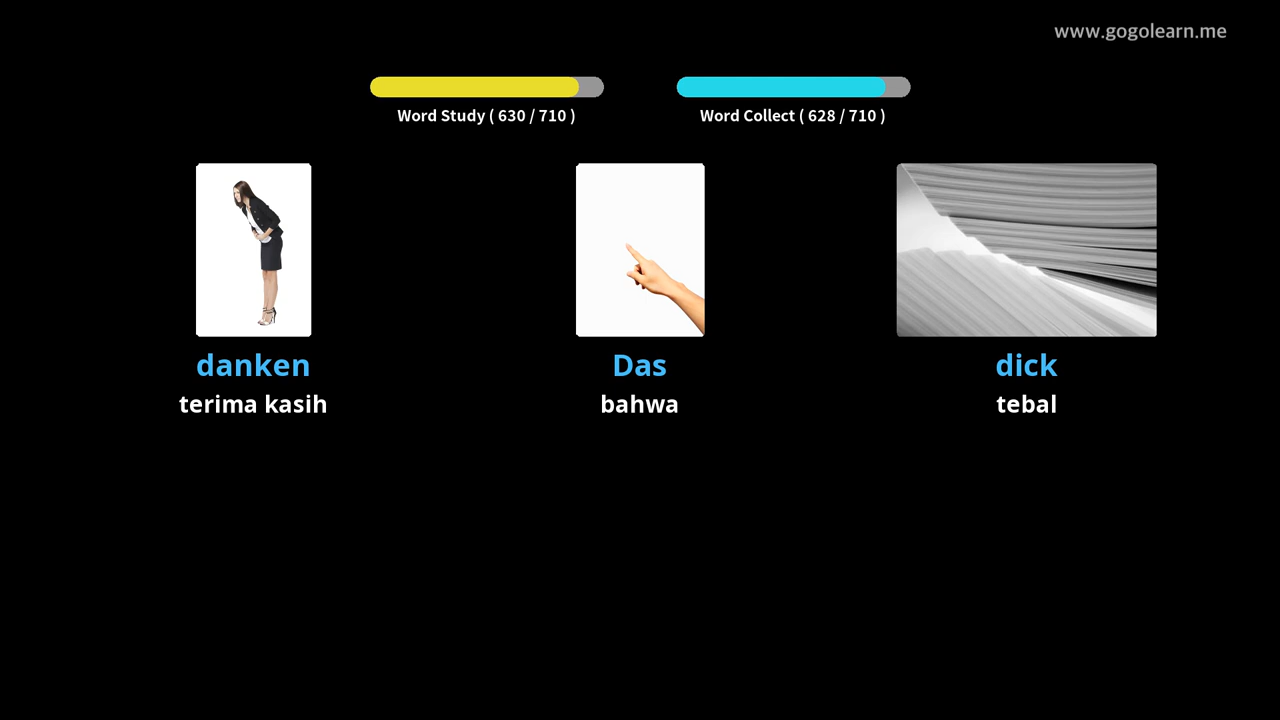 www.gogolearn.me
Word Study ( 630 / 710 )
Word Collect ( 628 / 710 )
danken
terima kasih
Das
bahwa
dick
tebal